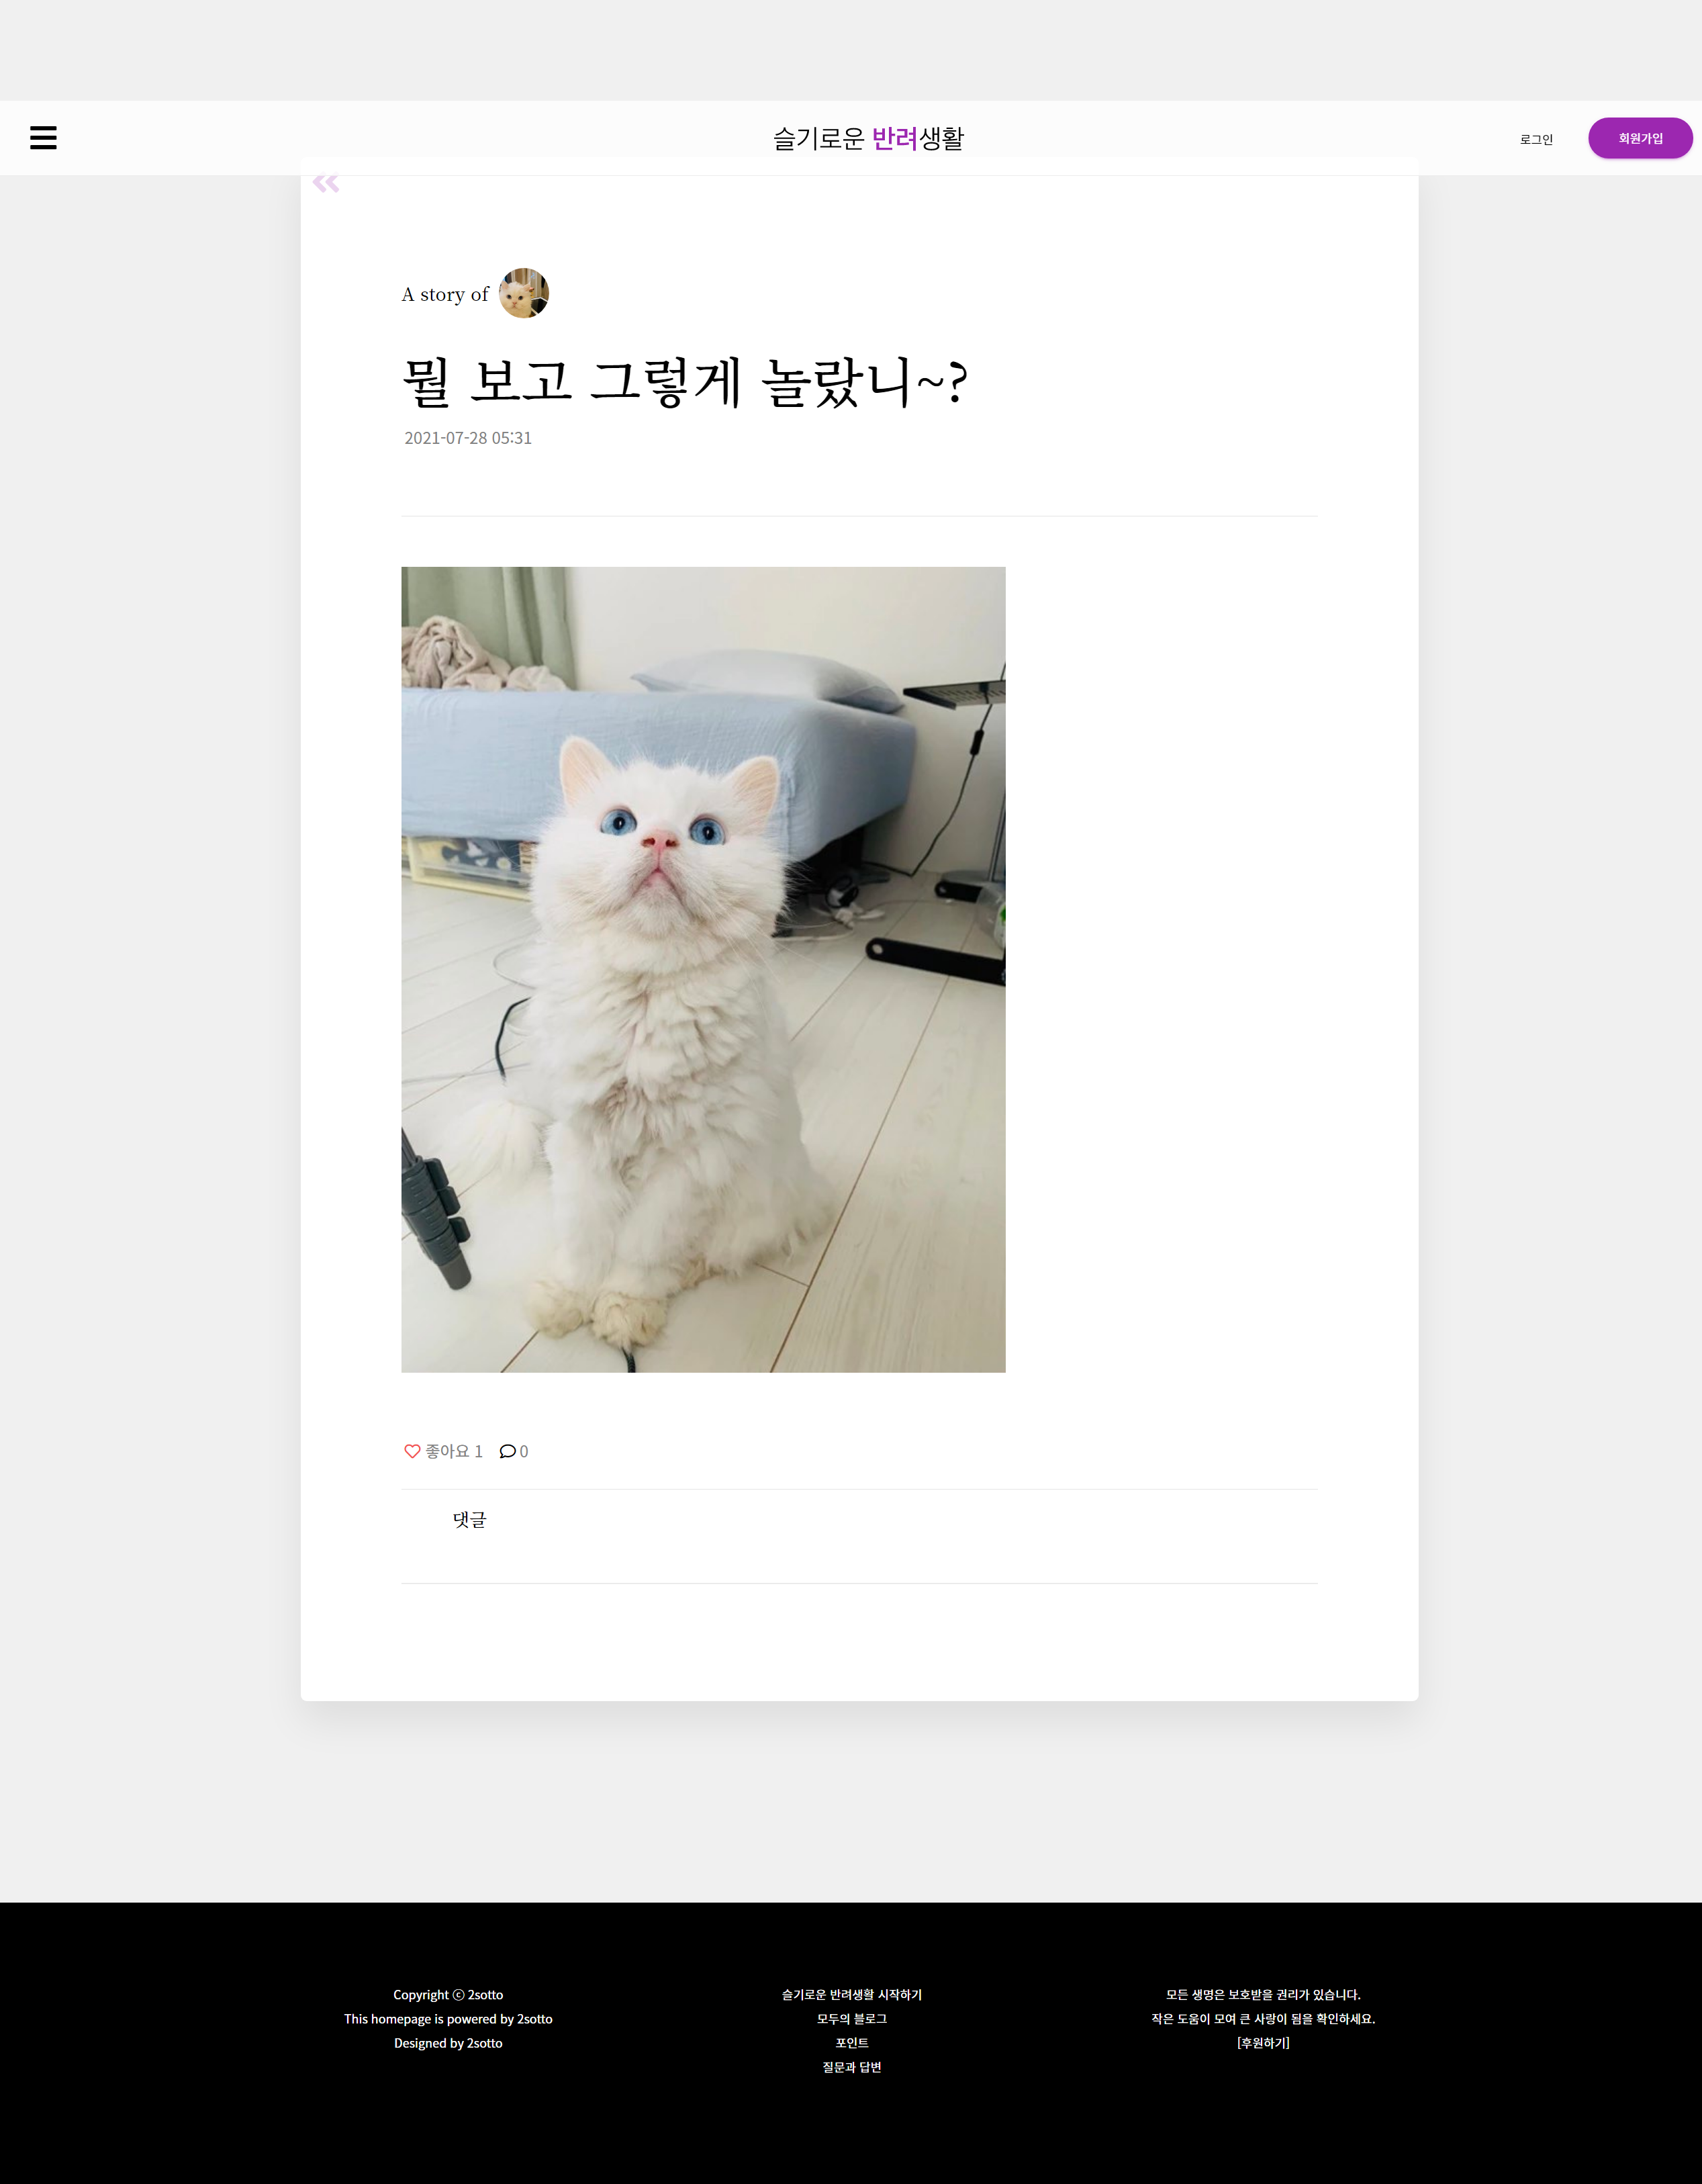 슬기로운 반려생활
로그인
회원가입
A story of
뭘 보고 그렇게 놀랐니~?
2021-07-28 05:31
좋아요 1 0
댓글
Copyright ⓒ 2sotto
This homepage is powered by 2sotto
Designed by 2sotto
슬기로운 반려생활 시작하기
모두의 블로그
포인트
질문과 답변
모든 생명은 보호받을 권리가 있습니다.
작은 도움이 모여 큰 사랑이 됨을 확인하세요.
[후원하기]